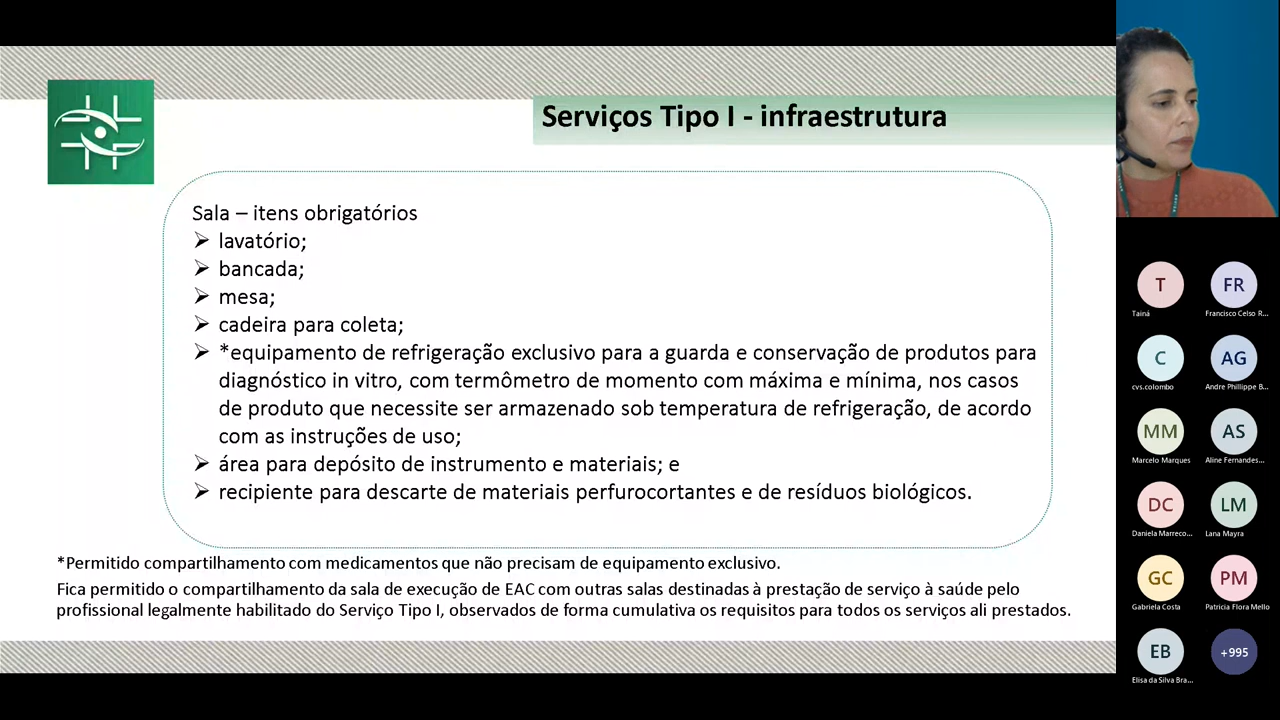 Serviços Tipo I - infraestrutura
Sala – itens obrigatórios
lavatório;
bancada;
mesa;
cadeira para coleta;
*equipamento de refrigeração exclusivo para a guarda e conservação de produtos para
diagnóstico in vitro, com termômetro de momento com máxima e mínima, nos casos
de produto que necessite ser armazenado sob temperatura de refrigeração, de acordo
com as instruções de uso;
área para depósito de instrumento e materiais; e
recipiente para descarte de materiais perfurocortantes e de resíduos biológicos.
*Permitido compartilhamento com medicamentos que não precisam de equipamento exclusivo.
Fica permitido o compartilhamento da sala de execução de EAC com outras salas destinadas à prestação de serviço à saúde pelo
profissional legalmente habilitado do Serviço Tipo I, observados de forma cumulativa os requisitos para todos os serviços ali prestados.
T FR
Tainá Francisco Celso R...
C AG
cvs.colombo Andre Phillippe B...
MM AS
Marcelo Marques Aline Fernandes...
DC LM
Daniela Marreco... Lana Mayra
GC PM
Gabriela Costa Patricia Flora Mello
EB +995
Elisa da Silva Bra...